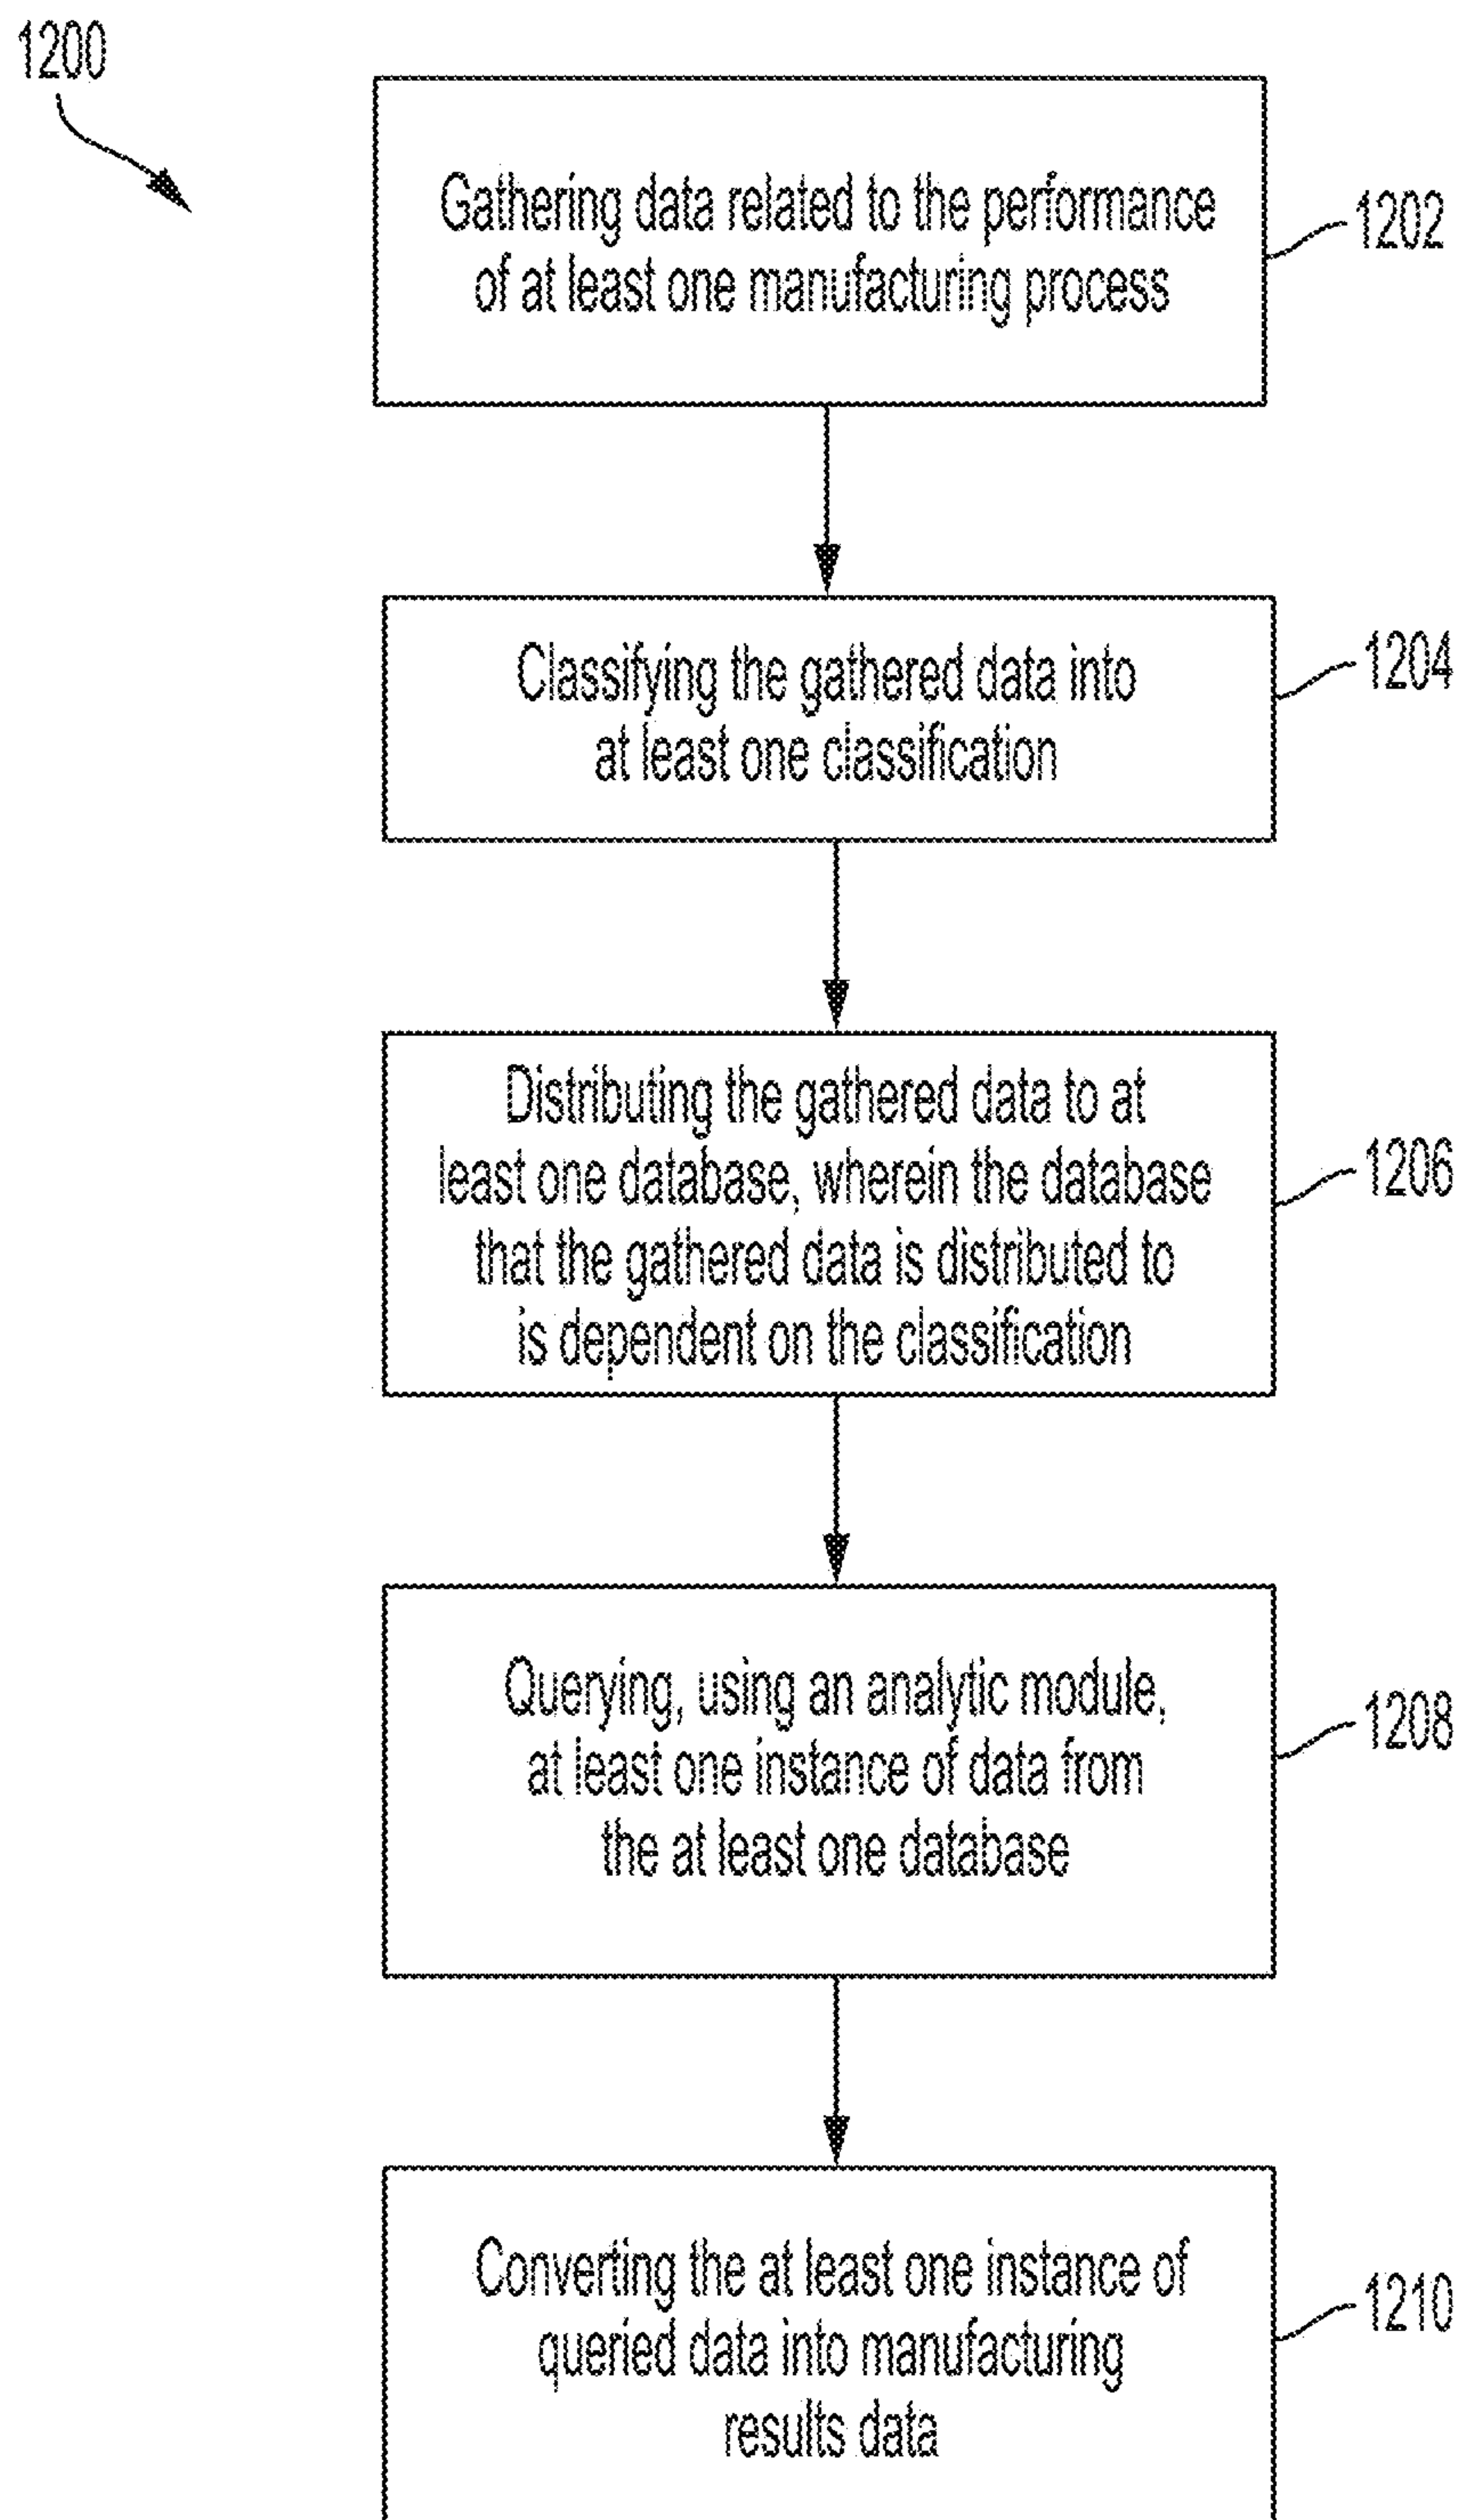 1200
Gathering data related to the performance
of at least one manufacturing process
1202
Classifying the gathered data into
at least one classification
1204
Distributing the gathered data to at
least one database, wherein the database
that the gathered data is distributed to
is dependent on the classification
1206
Querying, using an analytic module,
at least one instance of data from
the at least one database
1208
Converting the at least one instance of
queried data into manufacturing
results data
1210